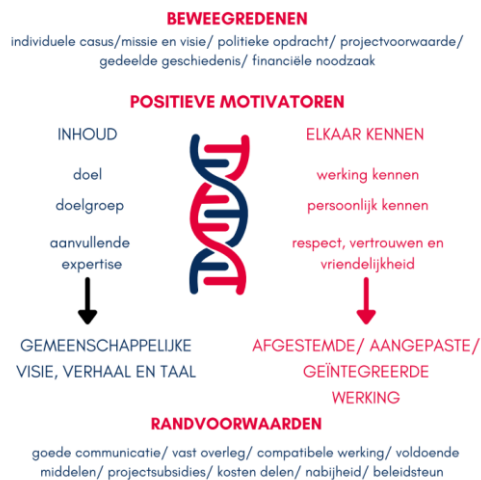 BEWEEGREDENEN
individuele casus/missie en visie/ politieke opdracht/ projectvoorwaarde/
gedeelde geschiedenis/ financiële noodzaak
POSITIEVE MOTIVATOREN
INHOUD
doel
doelgroep
aanvullende
expertise
GEMEENSCHAPPELIJKE
VISIE, VERHAAL EN TAAL
ELKAAR KENNEN
werking kennen
persoonlijk kennen
respect, vertrouwen en
vriendelijkheid
AFGESTEMDE/ AANGEPASTE/
GEÏNTEGREERDE
WERKING
RANDVOORWAARDEN
goede communicatie/ vast overleg/ compatibele werking/ voldoende
middelen/ projectsubsidies/ kosten delen/ nabijheid/ beleidsteun